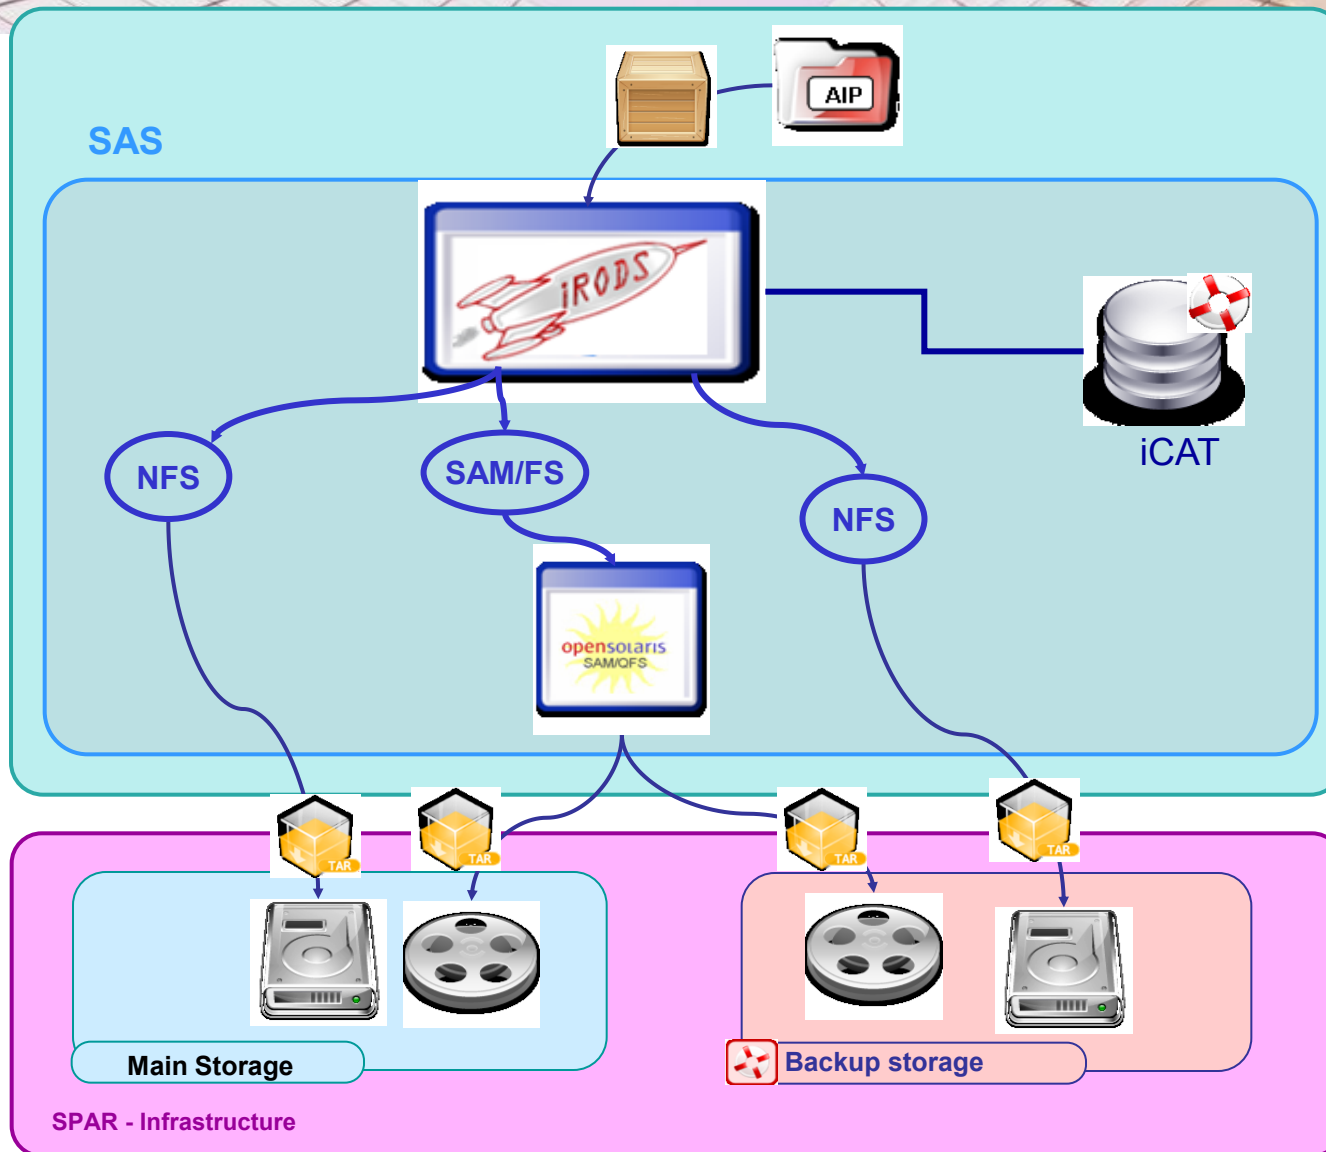 AIP
SAS
iRODS
iCAT
NFS
SAM/FS
NFS
opensolaris
SAM/QFS
TAR
TAR
TAR
TAR
Main Storage
Backup storage
SPAR - Infrastructure